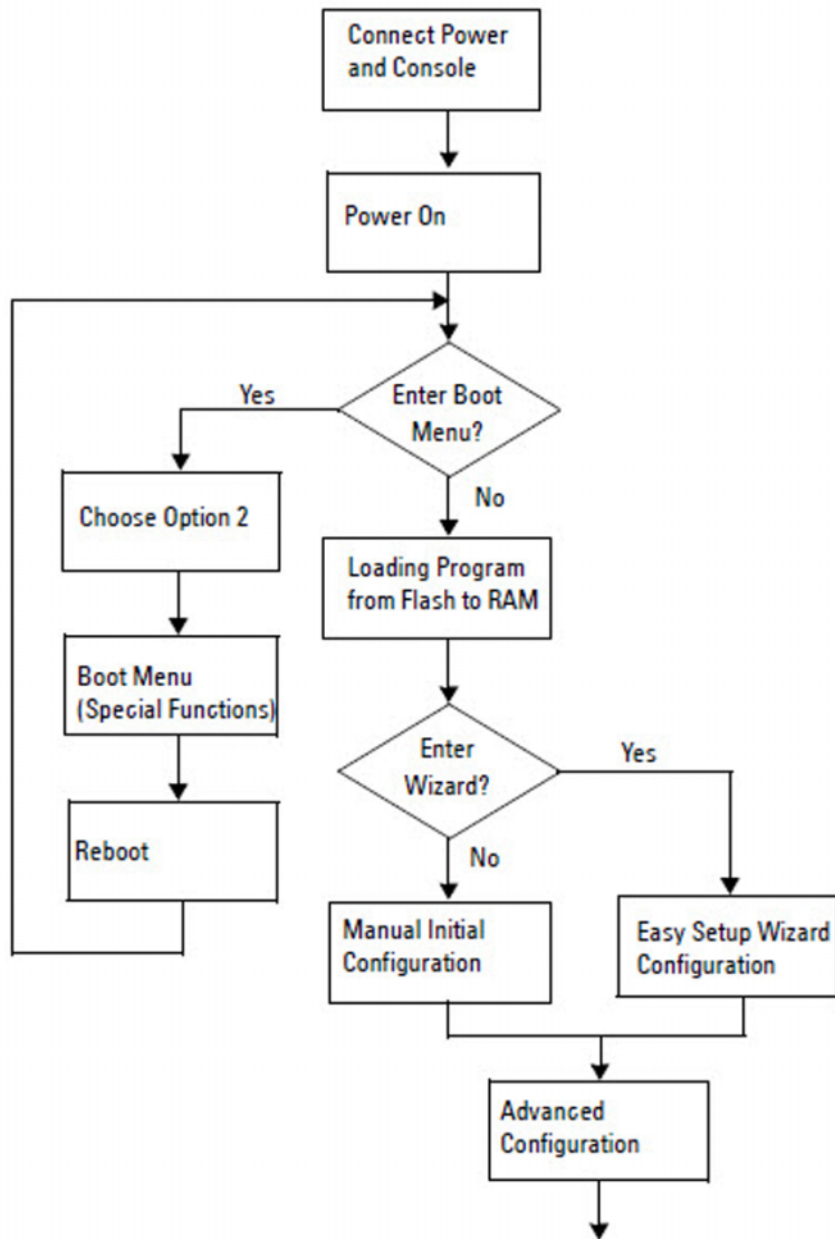 Connect Power
and Console
Power On
Enter Boot
Menu?
Yes
No
Choose Option 2
Loading Program
from Flash to RAM
Boot Menu
(Special Functions)
Enter
Wizard?
Yes
No
Reboot
Manual Initial
Configuration
Easy Setup Wizard
Configuration
Advanced
Configuration